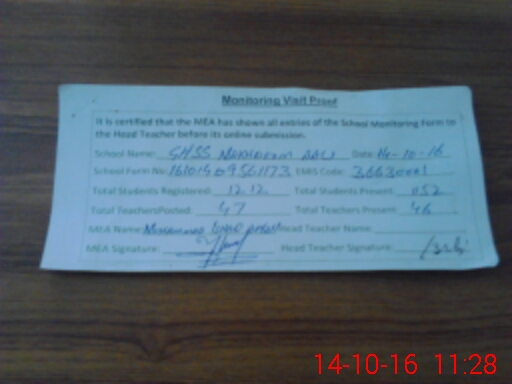 Monitoring Visit Proof
It is certified that the MEA has shown all entries of the School Monitoring Form to
the Head Teacher before its online submission.
School Name: GHSS Date: 14-10-16
School Form No: EMIS Code:
Total Students Registered: 1212 Total Students Present: 1152
Total Teachers Posted: 47 Total Teachers Present: 46
MEA Name: Muhammad Head Teacher Name:
MEA Signature: Head Teacher Signature:
14-10-16 11:28